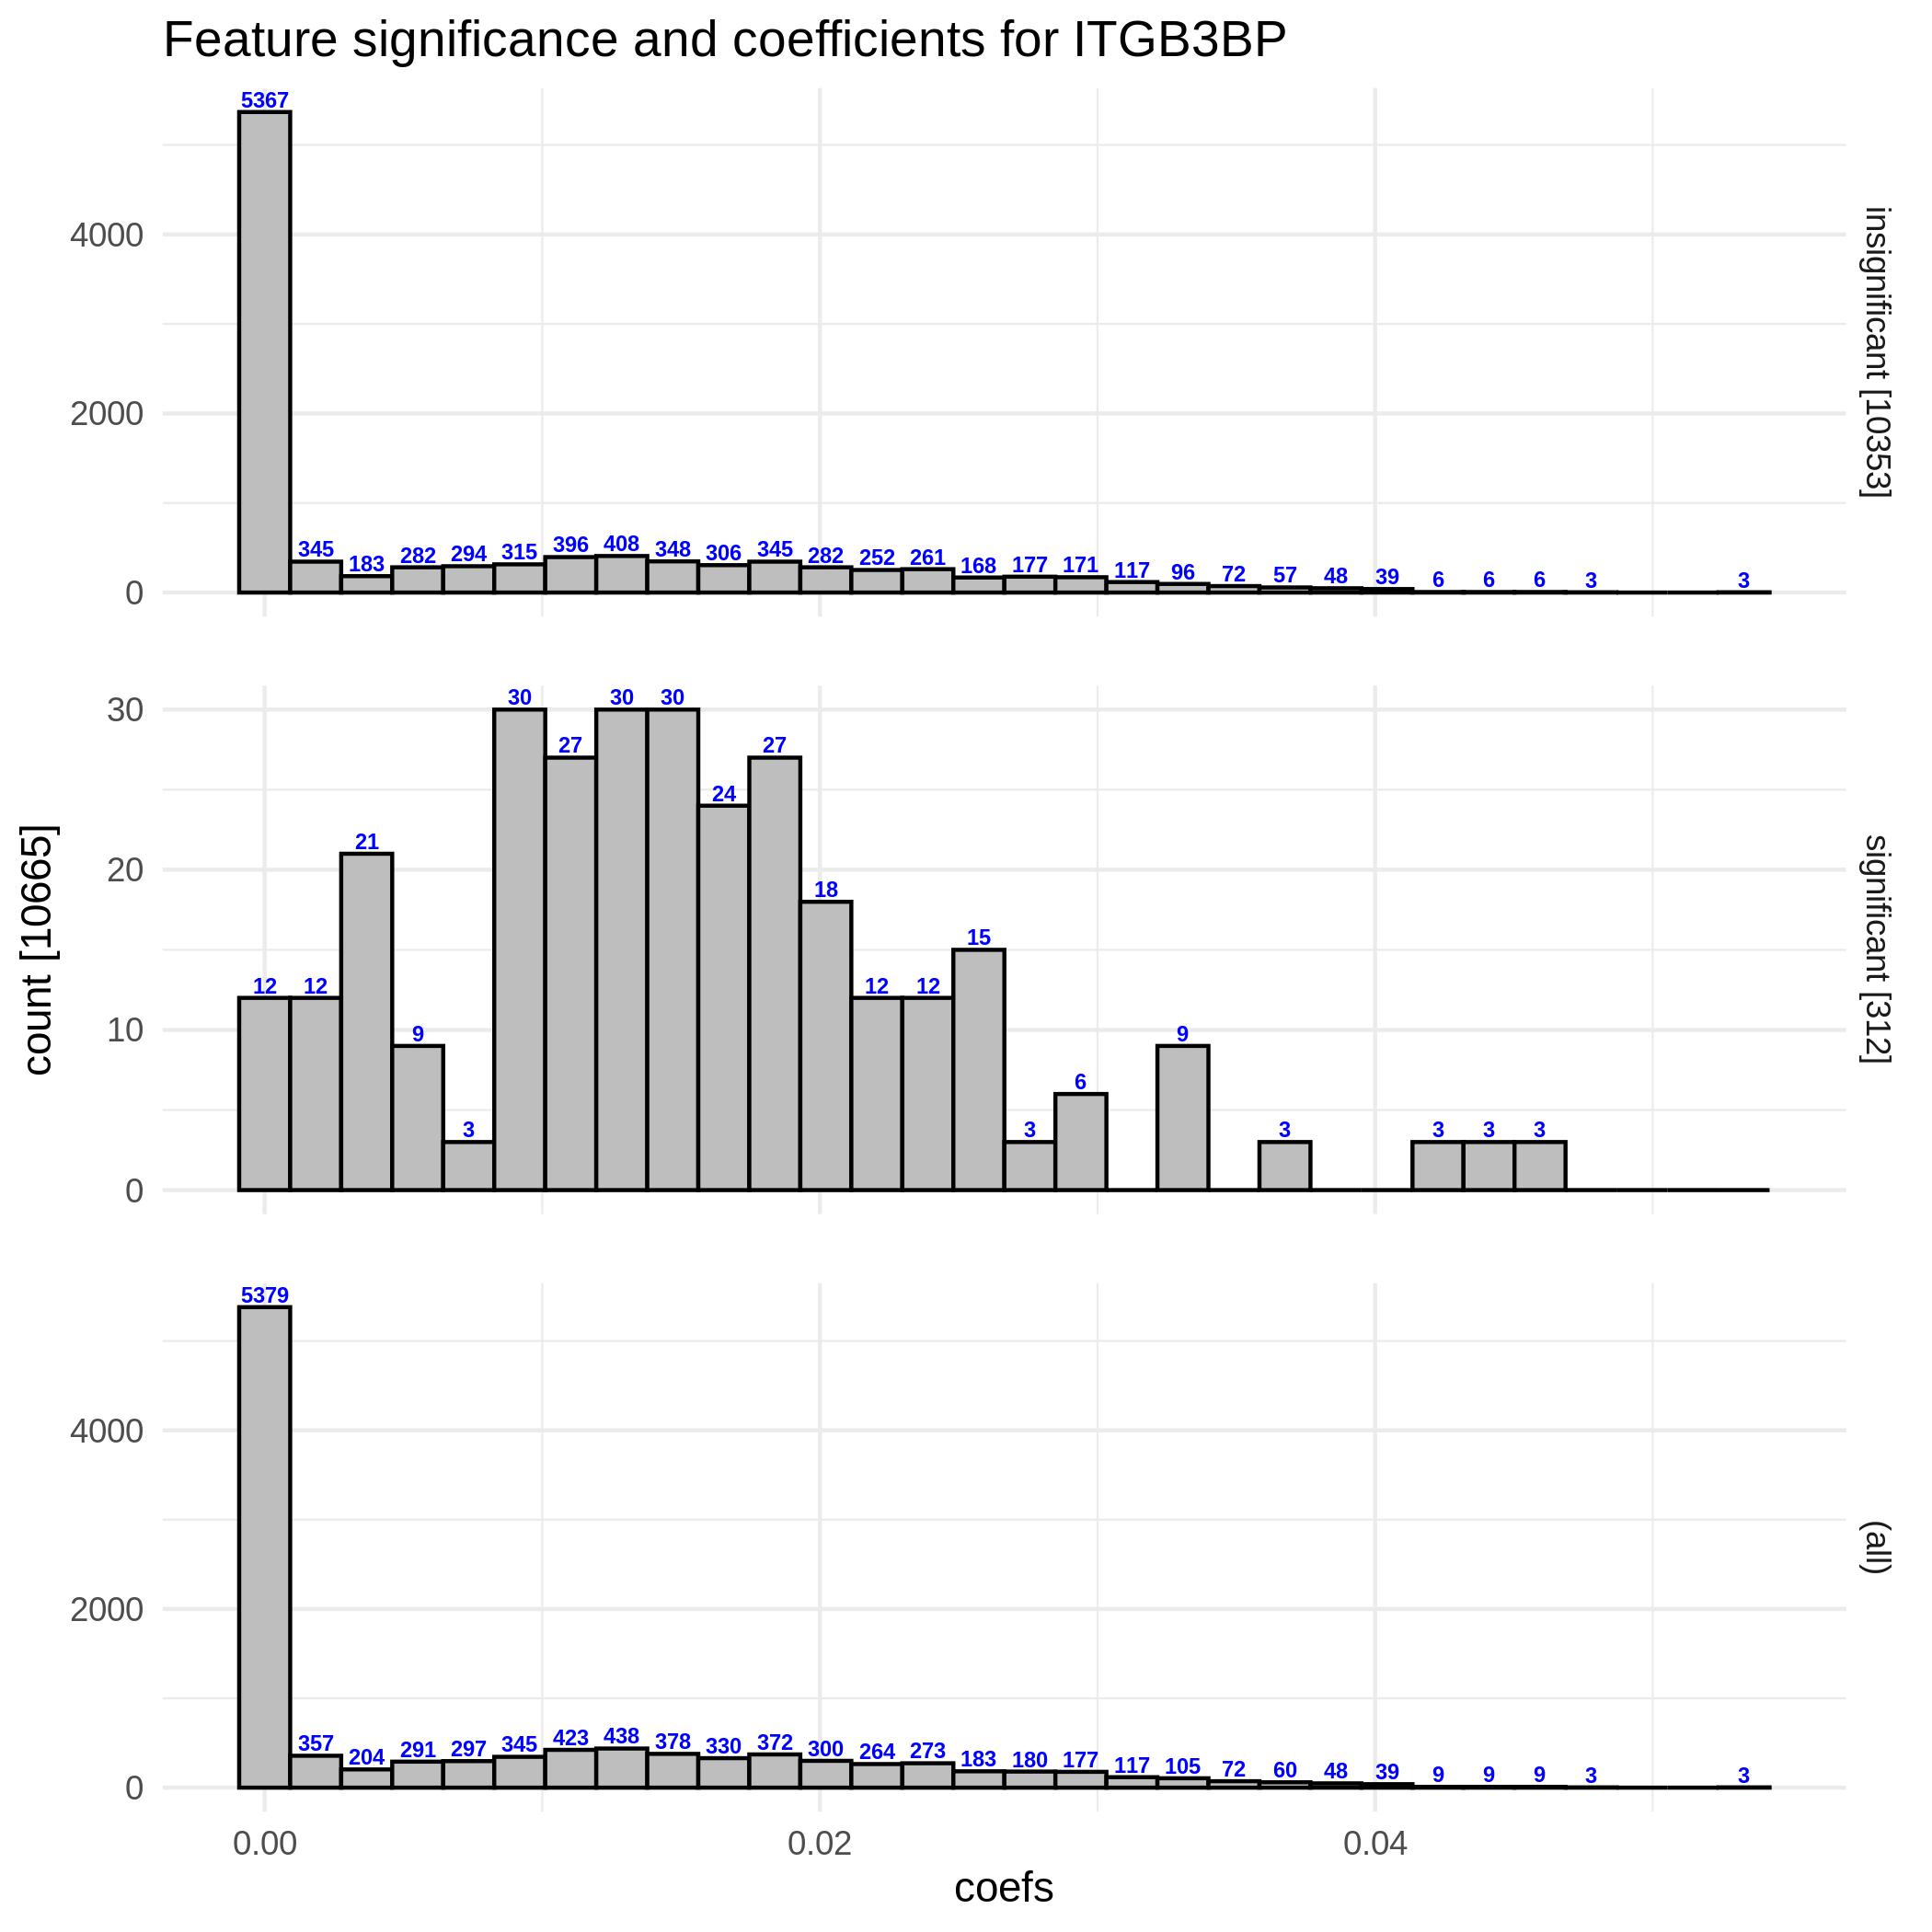 Feature significance and coefficients for ITGB3BP
5367
345 183 282 294 315 396 408 348 306 345 282 252 261 168 177 171 117 96 72 57 48 39 6 6 6 3 3
4000
2000
0
insignificant [10353]
12 12 21 9 3 30 27 30 30 24 27 18 12 12 15 3 6 9 3 3 3 3
30
20
10
0
significant [312]
count [10665]
5379
357 204 291 297 345 423 438 378 330 372 300 264 273 183 180 177 117 105 72 60 48 39 9 9 9 3 3
4000
2000
0
(all)
0.00 0.02 0.04
coefs